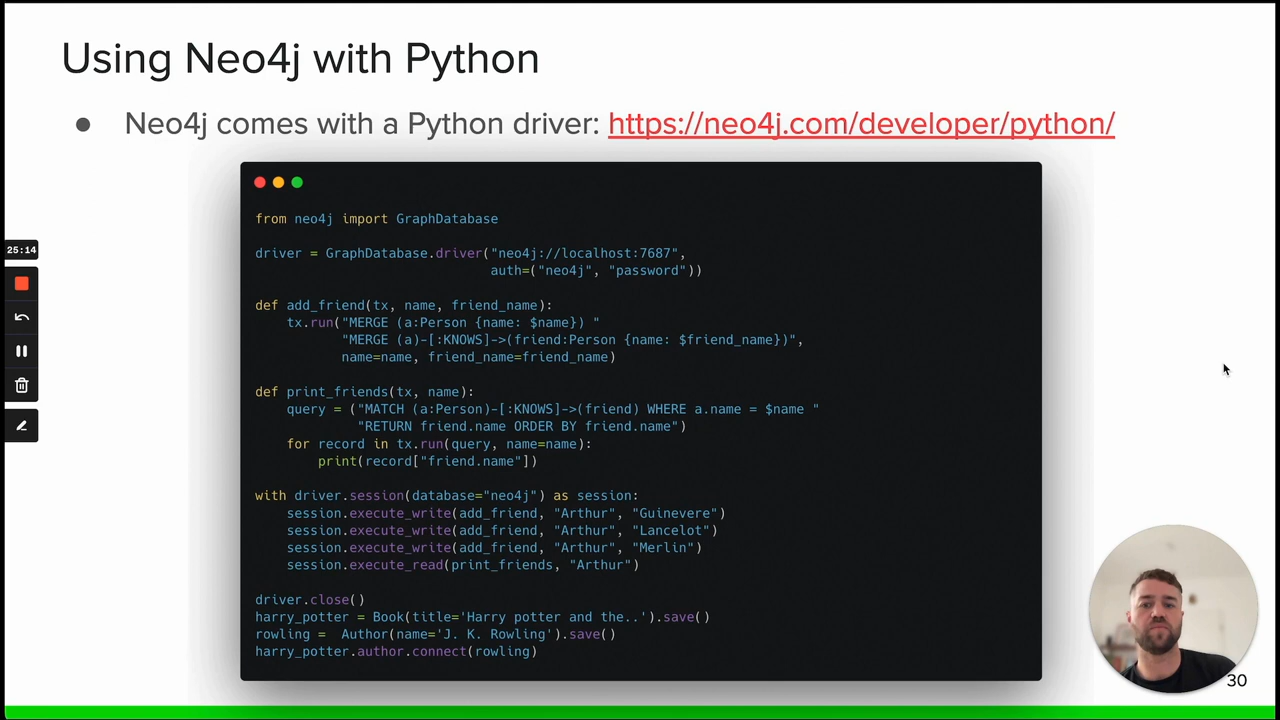 Using Neo4j with Python
● Neo4j comes with a Python driver: https://neo4j.com/developer/python/
from neo4j import GraphDatabase
driver = GraphDatabase.driver("neo4j://localhost:7687",
auth=("neo4j", "password"))
def add_friend(tx, name, friend_name):
tx.run("MERGE (a:Person {name: $name}) "
"MERGE (a)-[:KNOWS]->(friend:Person {name: $friend_name})",
name=name, friend_name=friend_name)
def print_friends(tx, name):
query = ("MATCH (a:Person)-[:KNOWS]->(friend) WHERE a.name = $name "
"RETURN friend.name ORDER BY friend.name")
for record in tx.run(query, name=name):
print(record["friend.name"])
with driver.session(database="neo4j") as session:
session.execute_write(add_friend, "Arthur", "Guinevere")
session.execute_write(add_friend, "Arthur", "Lancelot")
session.execute_write(add_friend, "Arthur", "Merlin")
session.execute_read(print_friends, "Arthur")
driver.close()
harry_potter = Book(title='Harry potter and the..').save()
rowling =  Author(name='J. K. Rowling').save()
harry_potter.author.connect(rowling)
25:14
30